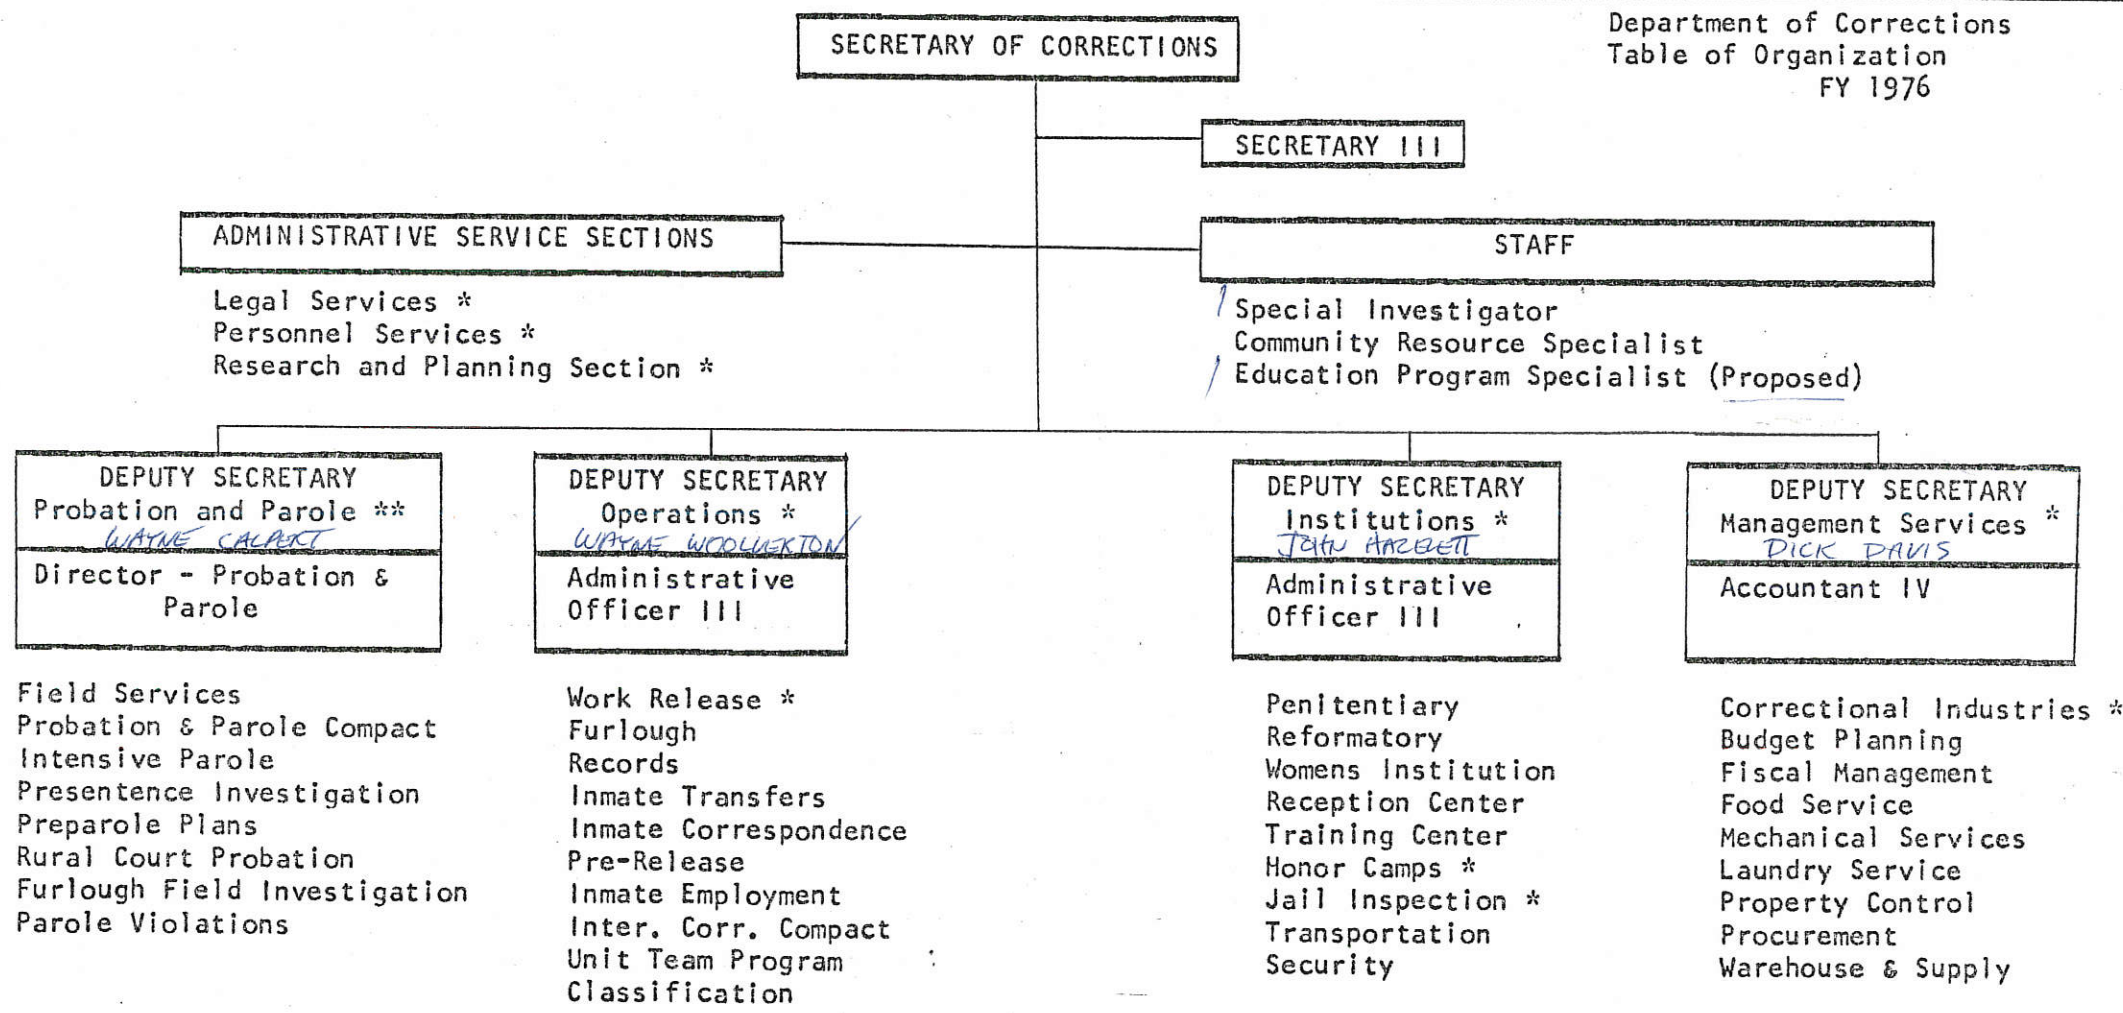 Department of Corrections
Table of Organization
FY 1976
SECRETARY OF CORRECTIONS
SECRETARY III
ADMINISTRATIVE SERVICE SECTIONS
Legal Services *
Personnel Services *
Research and Planning Section *
STAFF
Special Investigator
Community Resource Specialist
Education Program Specialist (Proposed)
DEPUTY SECRETARY
Probation and Parole **
WAYNE
Director - Probation &
Parole
Field Services
Probation & Parole Compact
Intensive Parole
Presentence Investigation
Preparole Plans
Rural Court Probation
Furlough Field Investigation
Parole Violations
DEPUTY SECRETARY
Operations *
WAYNE
Administrative
Officer III
Work Release *
Furlough
Records
Inmate Transfers
Inmate Correspondence
Pre-Release
Inmate Employment
Inter. Corr. Compact
Unit Team Program
Classification
DEPUTY SECRETARY
Institutions *
JOHN
Administrative
Officer III
Penitentiary
Reformatory
Womens Institution
Reception Center
Training Center
Honor Camps *
Jail Inspection *
Transportation
Security
DEPUTY SECRETARY
Management Services *
DICK DAVIS
Accountant IV
Correctional Industries *
Budget Planning
Fiscal Management
Food Service
Mechanical Services
Laundry Service
Property Control
Procurement
Warehouse & Supply